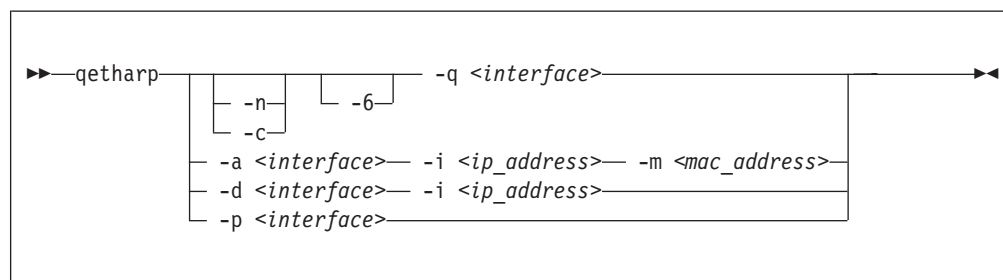 qetharp -q <interface>
-n -6
-c
-a <interface> -i <ip_address> -m <mac_address>
-d <interface> -i <ip_address>
-p <interface>